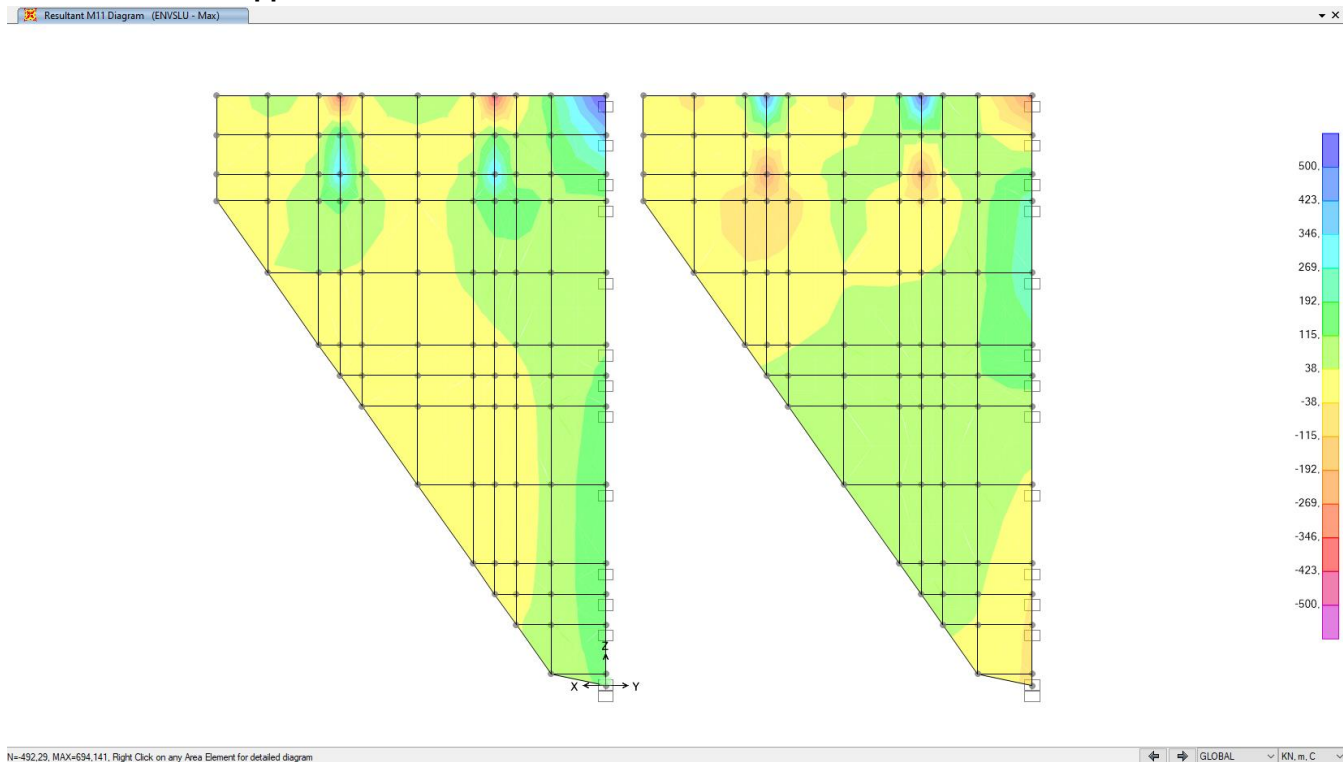 Resultant M11 Diagram (ENVSLU - Max)
500,
423,
346,
269,
192,
115,
38,
-38,
-115,
-192,
-269,
-346,
-423,
-500,
Z
X
Y
N=-492,29, MAX=694,141, Right Click on any Area Element for detailed diagram
GLOBAL
KN, m, C